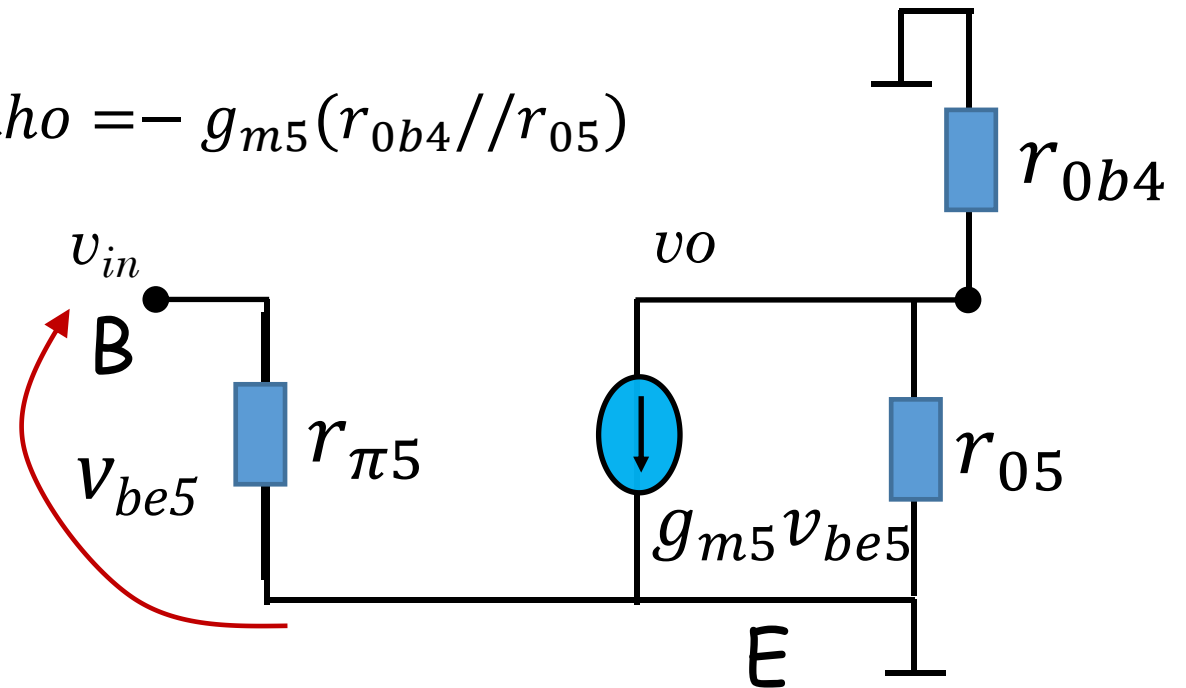 ho =− g_{m5}(r_{0b4}//r_{05})
r_{0b4}
v_{in}
vo
B
r_{π5}
r_{05}
v_{be5}
g_{m5}v_{be5}
E